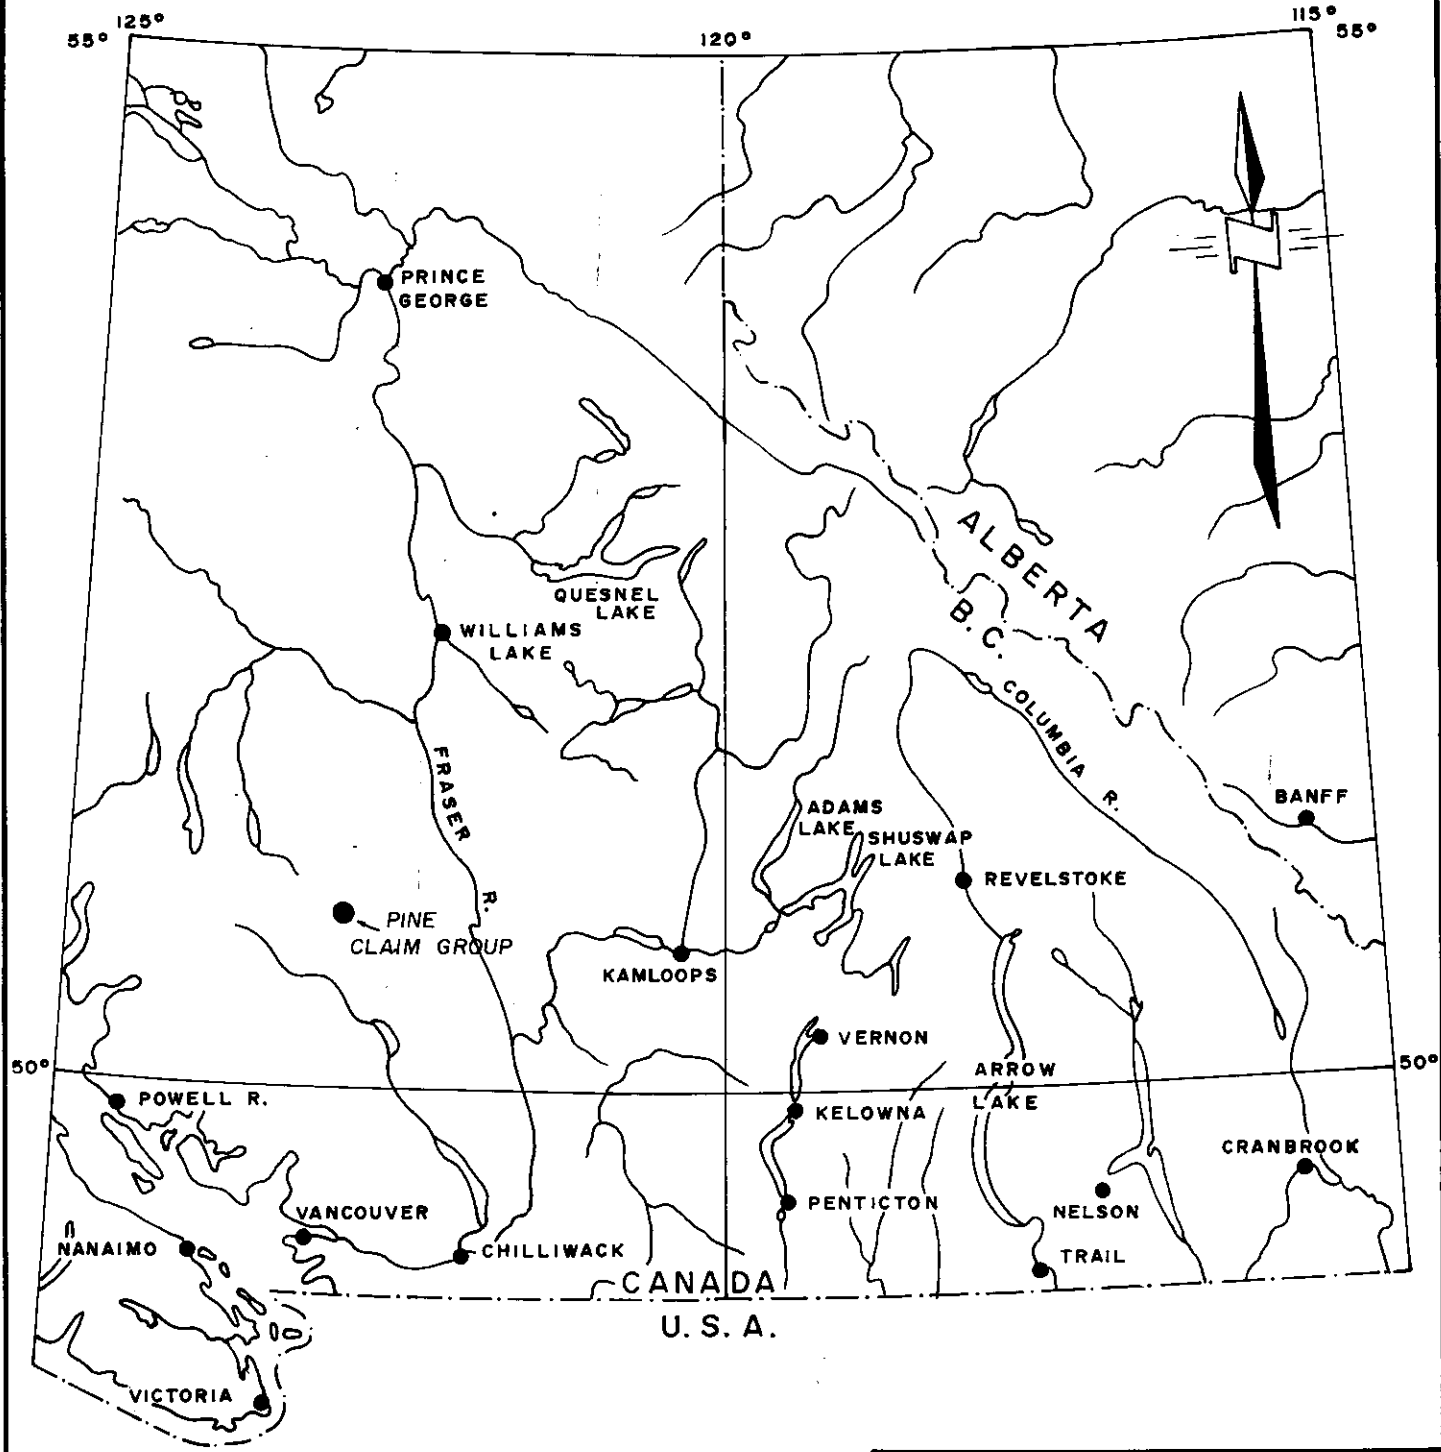 125°
55°
120°
115°
55°
PRINCE
GEORGE
ALBERTA
B.C.
QUESNEL
LAKE
WILLIAMS
LAKE
COLUMBIA R.
FRASER R.
BANFF
ADAMS
LAKE
SHUSWAP
LAKE
REVELSTOKE
PINE
CLAIM GROUP
KAMLOOPS
VERNON
50°
50°
ARROW
LAKE
POWELL R.
KELOWNA
CRANBROOK
PENTICTON
NELSON
VANCOUVER
NANAIMO
CHILLIWACK
TRAIL
CANADA
U.S.A.
VICTORIA